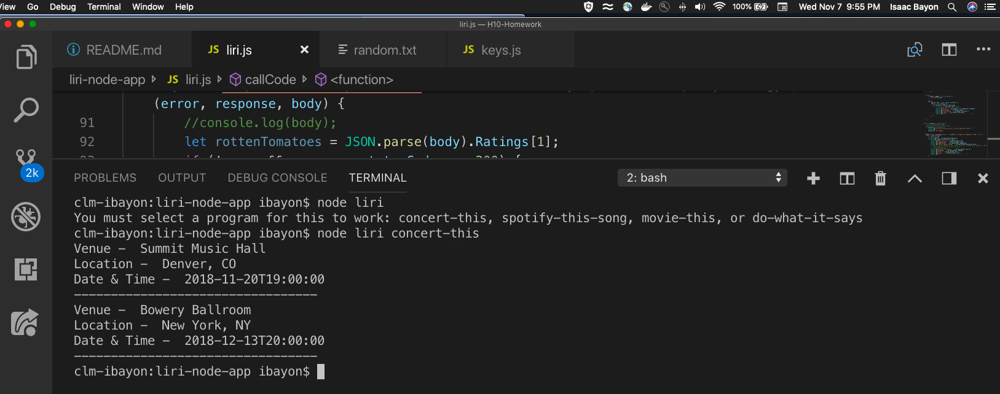 View Go Debug Terminal Window Help 100% Wed Nov 7 9:55 PM Isaac Bayon
liri.js — H10-Homework
README.md JS liri.js random.txt JS keys.js
liri-node-app JS liri.js callCode <function>
(error, response, body) {
91 //console.log(body);
92 let rottenTomatoes = JSON.parse(body).Ratings[1];
2k
PROBLEMS OUTPUT DEBUG CONSOLE TERMINAL 2: bash
clm-ibayon:liri-node-app ibayon$ node liri
You must select a program for this to work: concert-this, spotify-this-song, movie-this, or do-what-it-says
clm-ibayon:liri-node-app ibayon$ node liri concert-this
Venue - Summit Music Hall
Location - Denver, CO
Date & Time - 2018-11-20T19:00:00
---------------------------------
Venue - Bowery Ballroom
Location - New York, NY
Date & Time - 2018-12-13T20:00:00
---------------------------------
clm-ibayon:liri-node-app ibayon$